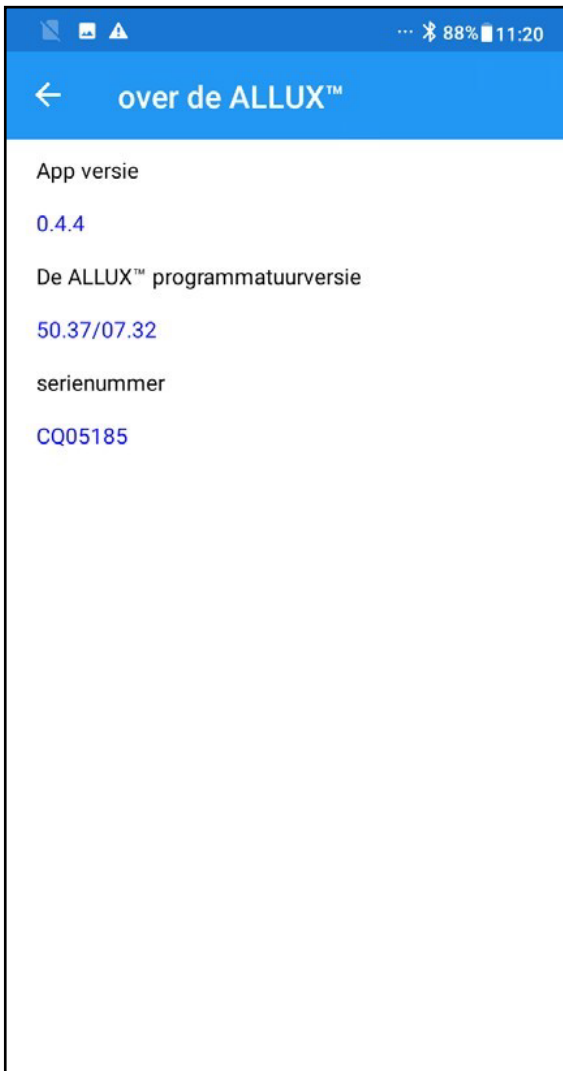 88% 11:20
over de ALLUX™
App versie
0.4.4
De ALLUX™ programmatuurversie
50.37/07.32
serienummer
CQ05185